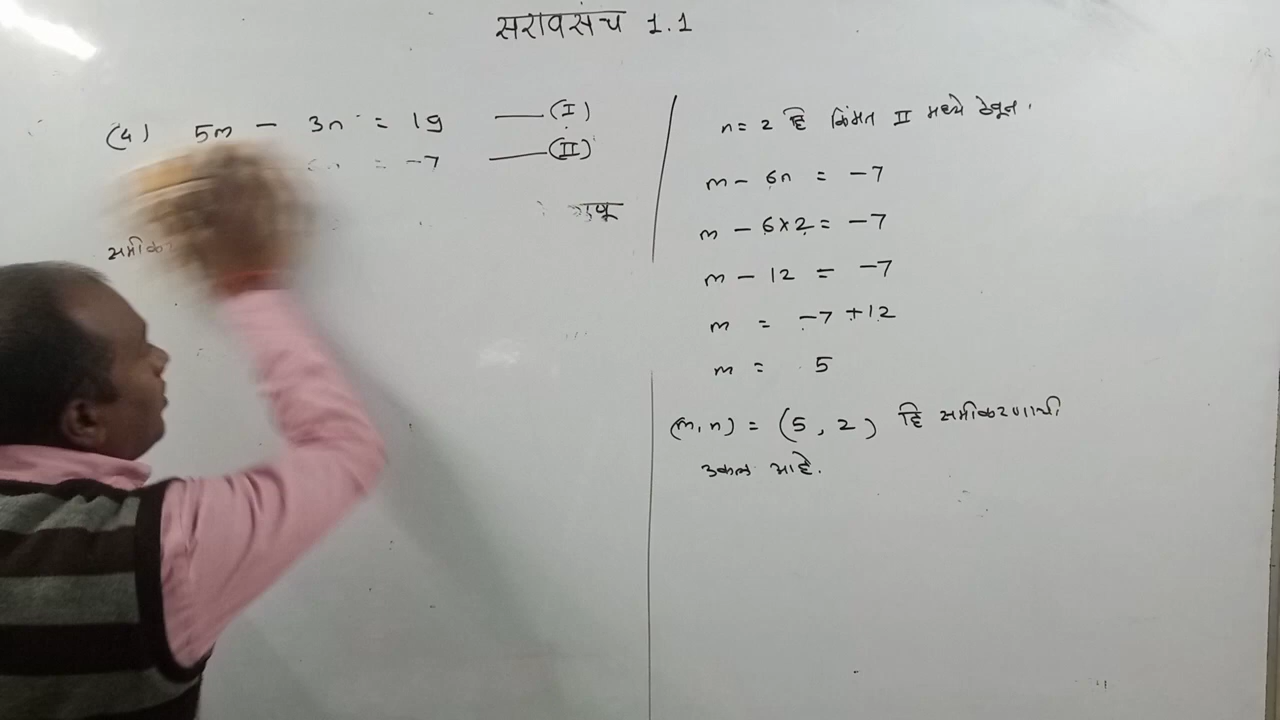 सरावसंच 1.1
(4) 5m - 3n = 19 —— (I)
= -7 —— (II)
n = 2 हि किंमत II मध्ये ठेवून.
m - 6n = -7
m - 6×2 = -7
m - 12 = -7
m = -7 +12
m = 5
(m, n) = (5, 2) हि समीकरणाची
उकल आहे.